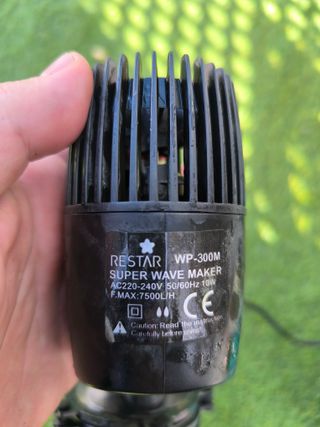 RESTAR WP-300M
SUPER WAVE MAKER
AC220-240V 50/60Hz 10W
F.MAX:7500L/H
CE
Caution: Read the instruction
Carefully before using